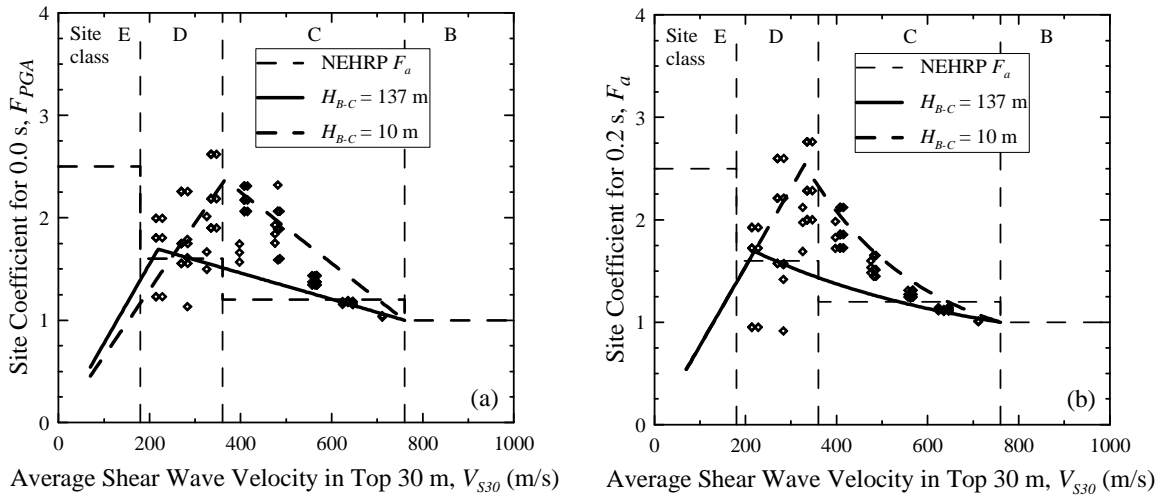 4
3
2
1
0
Site Coefficient for 0.0 s, F_PGA
Site class
E
D
C
B
NEHRP F_a
H_B-C = 137 m
H_B-C = 10 m
(a)
0 200 400 600 800 1000
Average Shear Wave Velocity in Top 30 m, V_S30 (m/s)
4
3
2
1
0
Site Coefficient for 0.2 s, F_a
Site class
E
D
C
B
NEHRP F_a
H_B-C = 137 m
H_B-C = 10 m
(b)
0 200 400 600 800 1000
Average Shear Wave Velocity in Top 30 m, V_S30 (m/s)